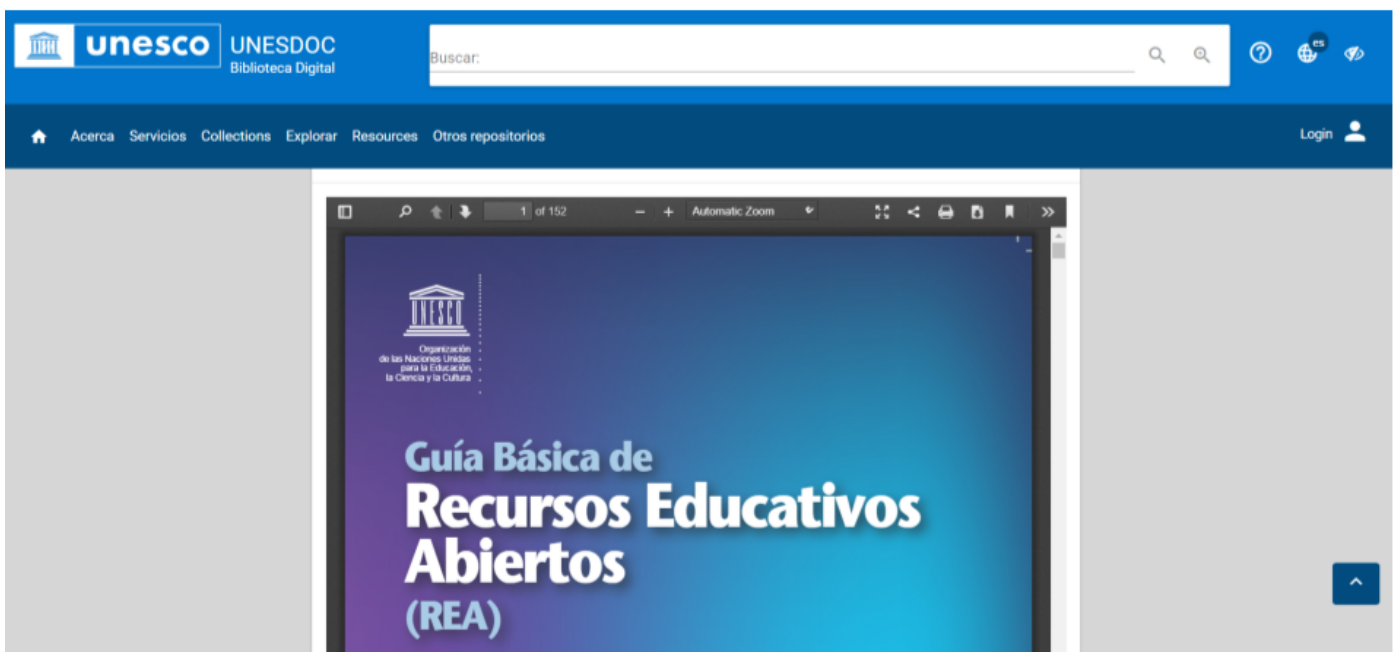 unesco
UNESDOC
Biblioteca Digital
Buscar:
es
Acerca Servicios Collections Explorar Resources Otros repositorios
Login
1 of 152
Automatic Zoom
UNESCO
Organización
de las Naciones Unidas
para la Educación,
la Ciencia y la Cultura
Guía Básica de
Recursos Educativos
Abiertos
(REA)